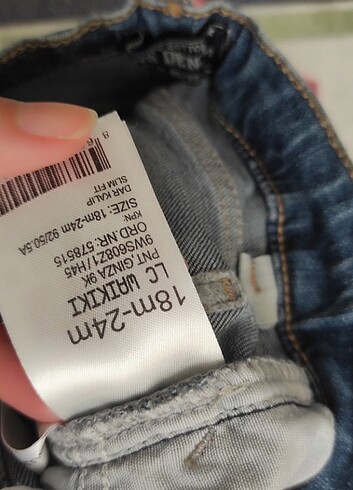 18m-24m
LC WAIKIKI
PNT.GINZA 9K
9WS608Z1 / H45
ORD.NR: 578515
KPN:
SIZE: 18m-24m 92/50.5A
DAR KALIP
SLIM FIT